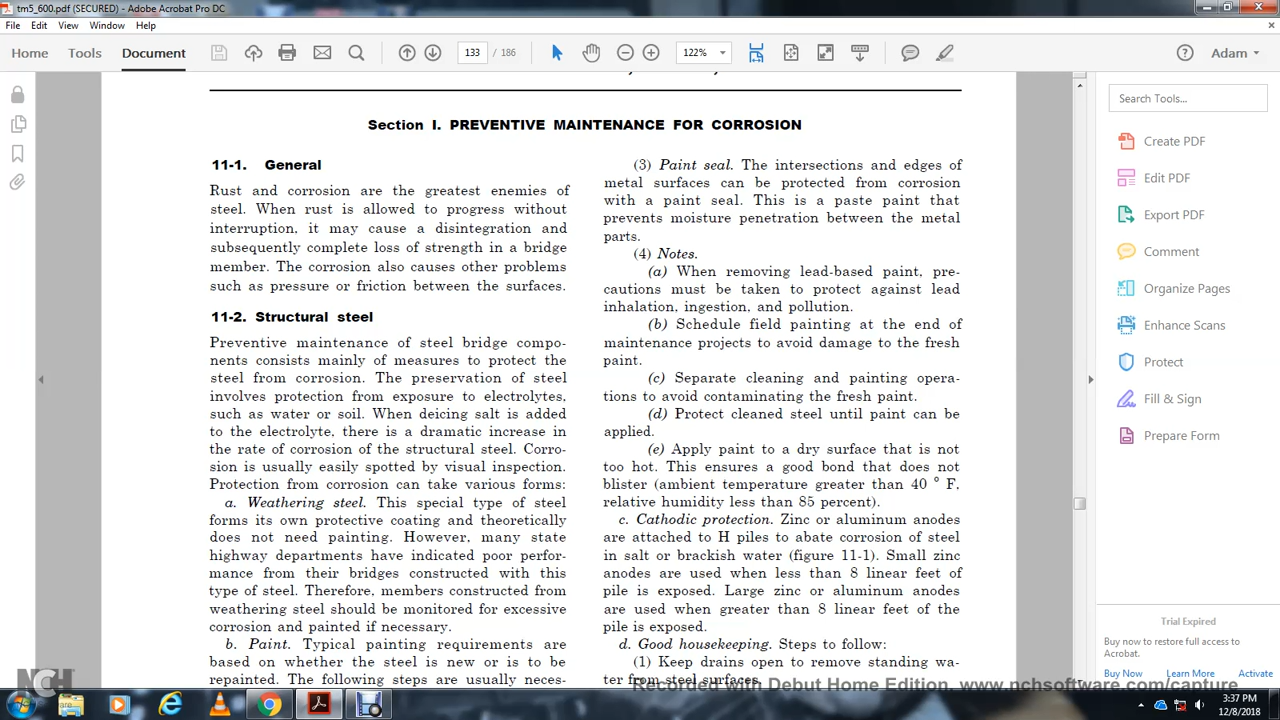 tm5_600.pdf (SECURED) - Adobe Acrobat Pro DC
File Edit View Window Help
Home Tools Document 133 / 186 122% Adam
Section I. PREVENTIVE MAINTENANCE FOR CORROSION
11-1. General
Rust and corrosion are the greatest enemies of
steel. When rust is allowed to progress without
interruption, it may cause a disintegration and
subsequently complete loss of strength in a bridge
member. The corrosion also causes other problems
such as pressure or friction between the surfaces.
11-2. Structural steel
Preventive maintenance of steel bridge compo-
nents consists mainly of measures to protect the
steel from corrosion. The preservation of steel
involves protection from exposure to electrolytes,
such as water or soil. When deicing salt is added
to the electrolyte, there is a dramatic increase in
the rate of corrosion of the structural steel. Corro-
sion is usually easily spotted by visual inspection.
Protection from corrosion can take various forms:
a. Weathering steel. This special type of steel
forms its own protective coating and theoretically
does not need painting. However, many state
highway departments have indicated poor perfor-
mance from their bridges constructed with this
type of steel. Therefore, members constructed from
weathering steel should be monitored for excessive
corrosion and painted if necessary.
b. Paint. Typical painting requirements are
based on whether the steel is new or is to be
repainted. The following steps are usually neces-
(3) Paint seal. The intersections and edges of
metal surfaces can be protected from corrosion
with a paint seal. This is a paste paint that
prevents moisture penetration between the metal
parts.
(4) Notes.
(a) When removing lead-based paint, pre-
cautions must be taken to protect against lead
inhalation, ingestion, and pollution.
(b) Schedule field painting at the end of
maintenance projects to avoid damage to the fresh
paint.
(c) Separate cleaning and painting opera-
tions to avoid contaminating the fresh paint.
(d) Protect cleaned steel until paint can be
applied.
(e) Apply paint to a dry surface that is not
too hot. This ensures a good bond that does not
blister (ambient temperature greater than 40 ° F,
relative humidity less than 85 percent).
c. Cathodic protection. Zinc or aluminum anodes
are attached to H piles to abate corrosion of steel
in salt or brackish water (figure 11-1). Small zinc
anodes are used when less than 8 linear feet of
pile is exposed. Large zinc or aluminum anodes
are used when greater than 8 linear feet of the
pile is exposed.
d. Good housekeeping. Steps to follow:
(1) Keep drains open to remove standing wa-
ter from steel surfaces.
Search Tools...
Create PDF
Edit PDF
Export PDF
Comment
Organize Pages
Enhance Scans
Protect
Fill & Sign
Prepare Form
Trial Expired
Buy now to restore full access to
Acrobat.
Buy Now Learn More Activate
NCH
Recorded with Debut Home Edition. www.nchsoftware.com/capture
3:37 PM
12/8/2018